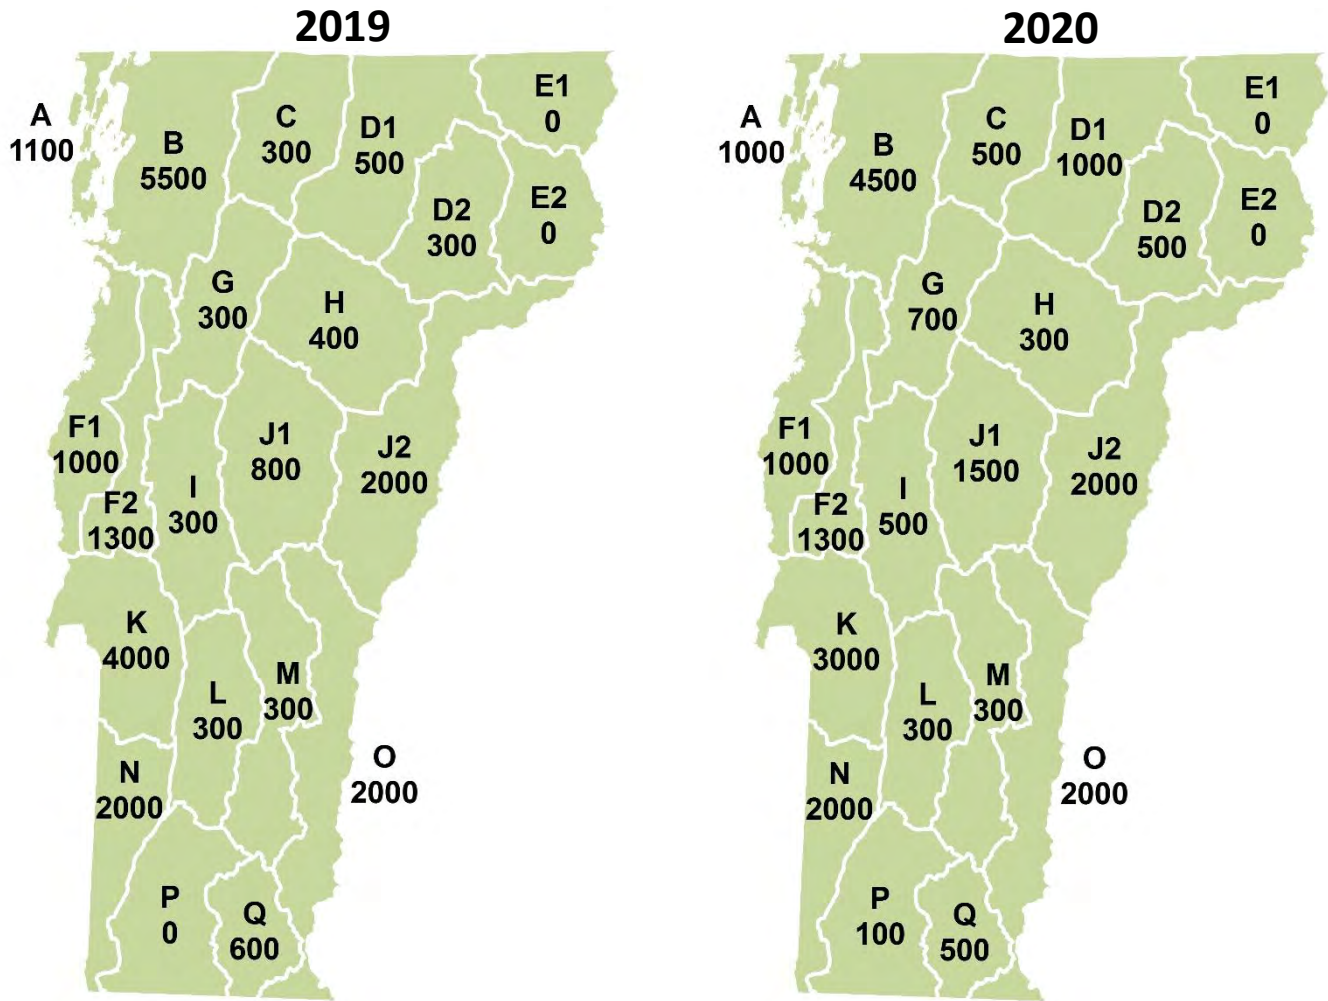 2019
A
1100
B
5500
C
300
D1
500
E1
0
D2
300
E2
0
G
300
H
400
F1
1000
F2
1300
I
300
J1
800
J2
2000
K
4000
L
300
M
300
N
2000
O
2000
P
0
Q
600
2020
A
1000
B
4500
C
500
D1
1000
E1
0
D2
500
E2
0
G
700
H
300
F1
1000
F2
1300
I
500
J1
1500
J2
2000
K
3000
L
300
M
300
N
2000
O
2000
P
100
Q
500